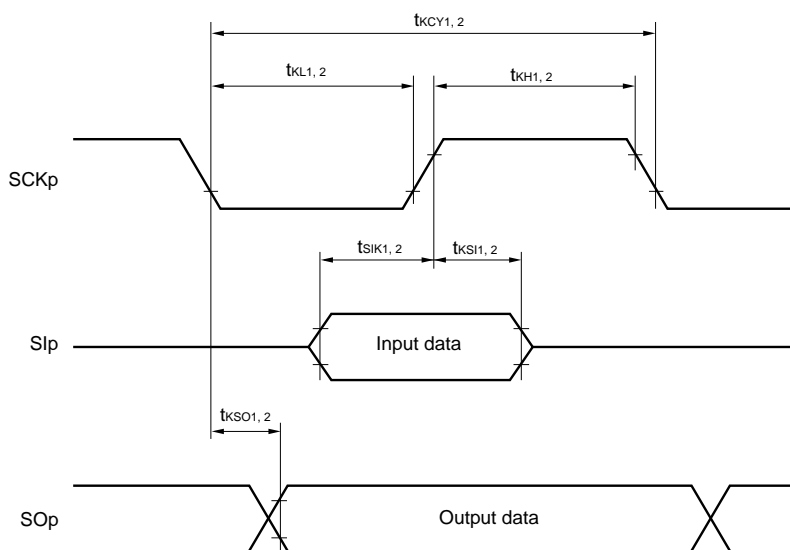 tKCY1, 2
tKL1, 2
tKH1, 2
SCKp
tSIK1, 2
tKSI1, 2
SIp
Input data
tKSO1, 2
SOp
Output data